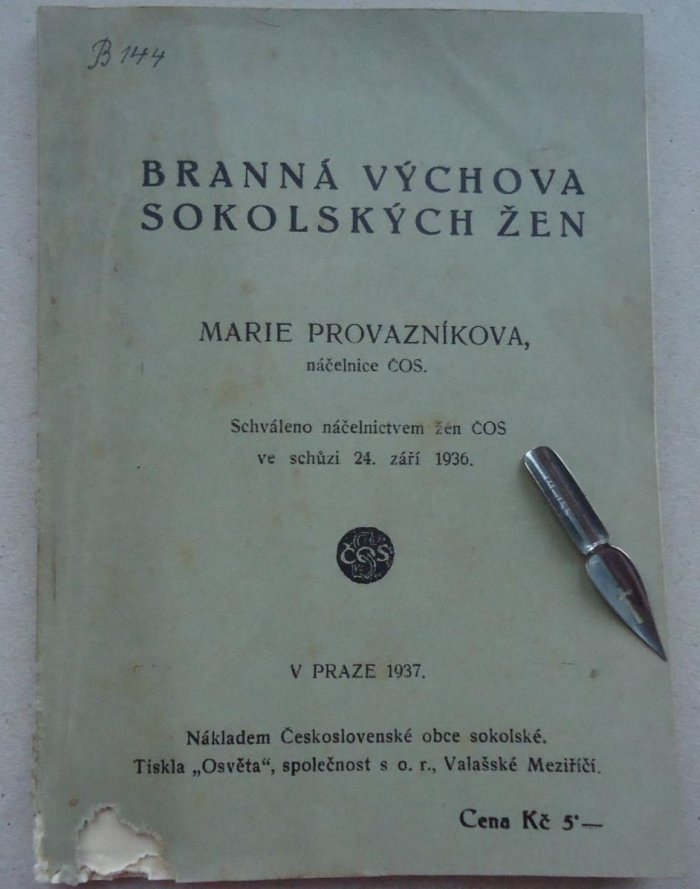 B 144
BRANNÁ VÝCHOVA
SOKOLSKÝCH ŽEN
MARIE PROVAZNÍKOVA,
náčelnice ČOS.
Schváleno náčelnictvem žen ČOS
ve schůzi 24. září 1936.
ČOS
V PRAZE 1937.
Nákladem Československé obce sokolské.
Tiskla „Osvěta“, společnost s o. r., Valašské Meziříčí.
Cena Kč 5·—